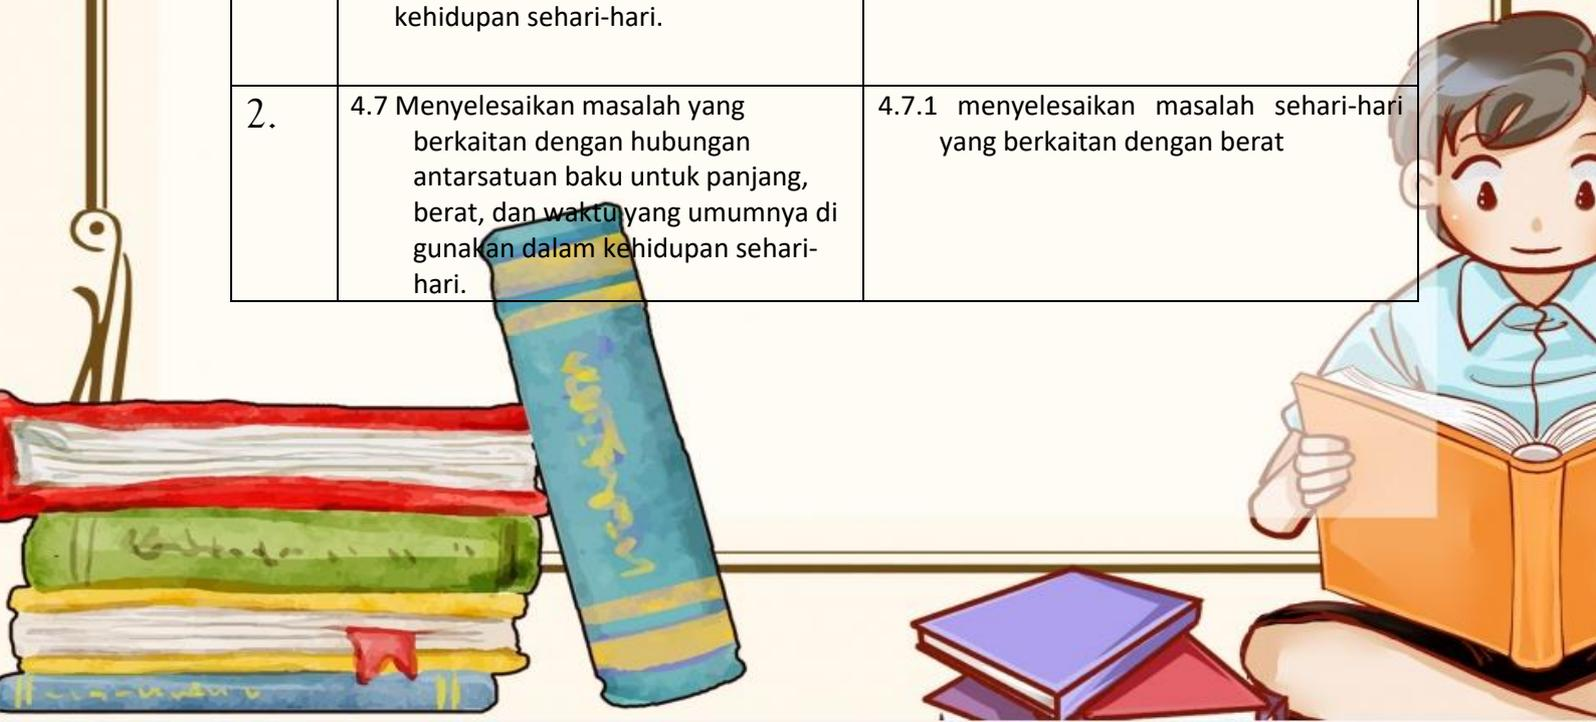 kehidupan sehari-hari.
2.
4.7 Menyelesaikan masalah yang
berkaitan dengan hubungan
antarsatuan baku untuk panjang,
berat, dan waktu yang umumnya di
gunakan dalam kehidupan sehari-
hari.
4.7.1 menyelesaikan masalah sehari-hari
yang berkaitan dengan berat